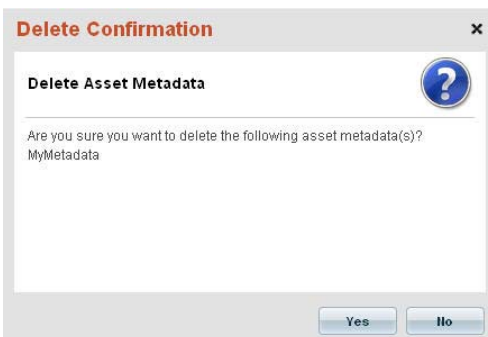 Delete Confirmation
Delete Asset Metadata
Are you sure you want to delete the following asset metadata(s)?
MyMetadata
Yes No